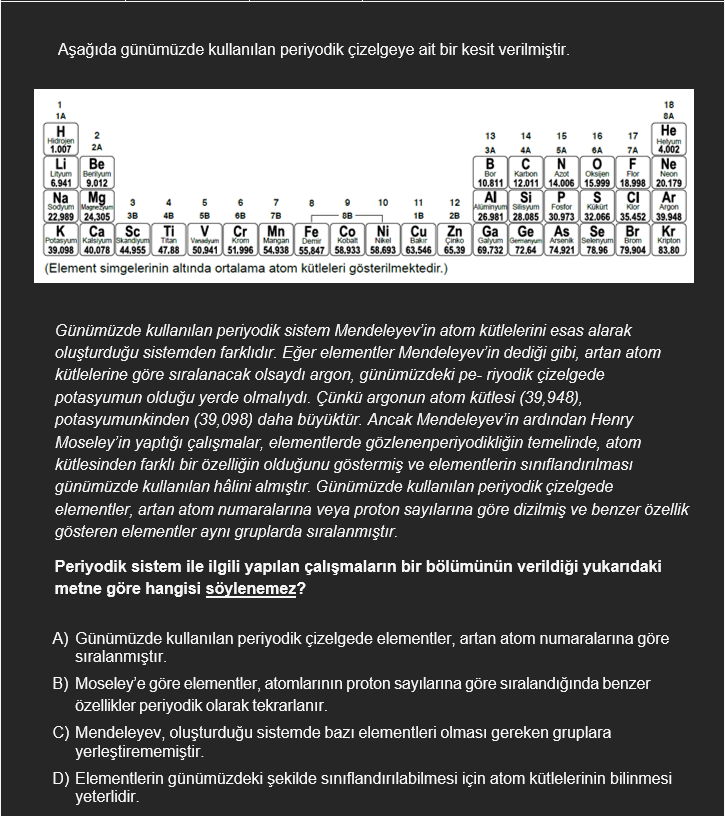 Aşağıda günümüzde kullanılan periyodik çizelgeye ait bir kesit verilmiştir.
1 18
1A 8A
H 2 13 14 15 16 17 He
Hidrojen 2A 3A 4A 5A 6A 7A Helyum
1.007 4,002
Li Be B C N O F Ne
Lityum Berilyum Bor Karbon Azot Oksijen Flor Neon
6.941 9.012 10.811 12.011 14.006 15.999 18.998 20.179
Na Mg 3 4 5 6 7 8 9 10 11 12 Al Si P S Cl Ar
Sodyum Magnezyum 3B 4B 5B 6B 7B 8B 1B 2B Alüminyum Silisyum Fosfor Kükürt Klor Argon
22,989 24,305 26.981 28.085 30.973 32.066 35.452 39.948
K Ca Sc Ti V Cr Mn Fe Co Ni Cu Zn Ga Ge As Se Br Kr
Potasyum Kalsiyum Skandiyum Titan Vanadyum Krom Mangan Demir Kobalt Nikel Bakır Çinko Galyum Germanyum Arsenik Selenyum Brom Kripton
39.098 40.078 44.955 47.88 50.941 51,996 54,938 55,847 58.933 58,693 63.546 65.39 69.732 72.64 74.921 78.96 79.904 83.80
(Element simgelerinin altında ortalama atom kütleleri gösterilmektedir.)
Günümüzde kullanılan periyodik sistem Mendeleyev’in atom kütlelerini esas alarak
oluşturduğu sistemden farklıdır. Eğer elementler Mendeleyev’in dediği gibi, artan atom
kütlelerine göre sıralanacak olsaydı argon, günümüzdeki pe- riyodik çizelgede
potasyumun olduğu yerde olmalıydı. Çünkü argonun atom kütlesi (39,948),
potasyumunkinden (39,098) daha büyüktür. Ancak Mendeleyev’in ardından Henry
Moseley’in yaptığı çalışmalar, elementlerde gözlenenperiyodikliğin temelinde, atom
kütlesinden farklı bir özelliğin olduğunu göstermiş ve elementlerin sınıflandırılması
günümüzde kullanılan hâlini almıştır. Günümüzde kullanılan periyodik çizelgede
elementler, artan atom numaralarına veya proton sayılarına göre dizilmiş ve benzer özellik
gösteren elementler aynı gruplarda sıralanmıştır.
Periyodik sistem ile ilgili yapılan çalışmaların bir bölümünün verildiği yukarıdaki
metne göre hangisi söylenemez?
A) Günümüzde kullanılan periyodik çizelgede elementler, artan atom numaralarına göre
sıralanmıştır.
B) Moseley’e göre elementler, atomlarının proton sayılarına göre sıralandığında benzer
özellikler periyodik olarak tekrarlanır.
C) Mendeleyev, oluşturduğu sistemde bazı elementleri olması gereken gruplara
yerleştirememiştir.
D) Elementlerin günümüzdeki şekilde sınıflandırılabilmesi için atom kütlelerinin bilinmesi
yeterlidir.